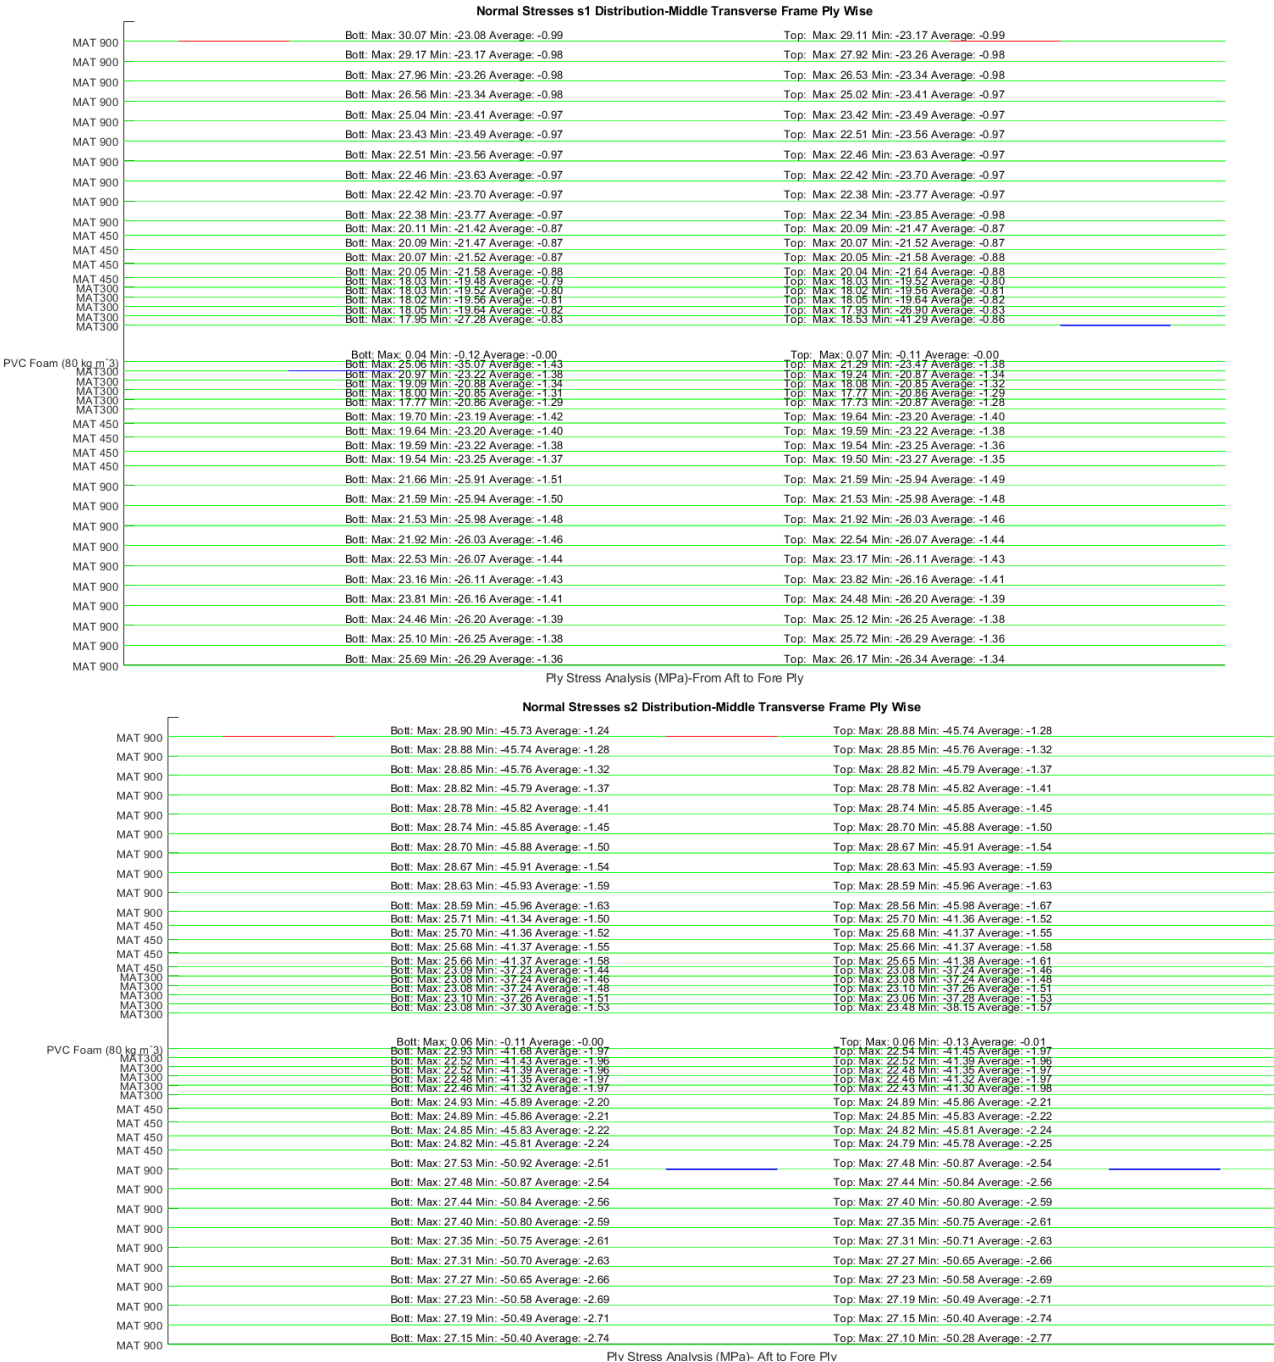 Normal Stresses s1 Distribution-Middle Transverse Frame Ply Wise
MAT 900 Bott: Max: 30.07 Min: -23.08 Average: -0.99 Top: Max: 29.11 Min: -23.17 Average: -0.99
MAT 900 Bott: Max: 29.17 Min: -23.17 Average: -0.98 Top: Max: 27.92 Min: -23.26 Average: -0.98
MAT 900 Bott: Max: 27.96 Min: -23.26 Average: -0.98 Top: Max: 26.53 Min: -23.34 Average: -0.98
MAT 900 Bott: Max: 26.56 Min: -23.34 Average: -0.98 Top: Max: 25.02 Min: -23.41 Average: -0.97
MAT 900 Bott: Max: 25.04 Min: -23.41 Average: -0.97 Top: Max: 23.42 Min: -23.49 Average: -0.97
MAT 900 Bott: Max: 23.43 Min: -23.49 Average: -0.97 Top: Max: 22.51 Min: -23.56 Average: -0.97
MAT 900 Bott: Max: 22.51 Min: -23.56 Average: -0.97 Top: Max: 22.46 Min: -23.63 Average: -0.97
MAT 900 Bott: Max: 22.46 Min: -23.63 Average: -0.97 Top: Max: 22.42 Min: -23.70 Average: -0.97
MAT 900 Bott: Max: 22.42 Min: -23.70 Average: -0.97 Top: Max: 22.38 Min: -23.77 Average: -0.97
MAT 900 Bott: Max: 22.38 Min: -23.77 Average: -0.97 Top: Max: 22.34 Min: -23.85 Average: -0.98
MAT 450 Bott: Max: 20.11 Min: -21.42 Average: -0.87 Top: Max: 20.09 Min: -21.47 Average: -0.87
MAT 450 Bott: Max: 20.09 Min: -21.47 Average: -0.87 Top: Max: 20.07 Min: -21.52 Average: -0.87
MAT 450 Bott: Max: 20.07 Min: -21.52 Average: -0.87 Top: Max: 20.05 Min: -21.58 Average: -0.88
MAT 450 Bott: Max: 20.05 Min: -21.58 Average: -0.88 Top: Max: 20.04 Min: -21.64 Average: -0.88
MAT300 Bott: Max: 18.03 Min: -19.48 Average: -0.79 Top: Max: 18.03 Min: -19.52 Average: -0.80
MAT300 Bott: Max: 18.03 Min: -19.52 Average: -0.80 Top: Max: 18.02 Min: -19.56 Average: -0.81
MAT300 Bott: Max: 18.02 Min: -19.56 Average: -0.81 Top: Max: 18.05 Min: -19.64 Average: -0.82
MAT300 Bott: Max: 18.05 Min: -19.64 Average: -0.82 Top: Max: 17.93 Min: -26.90 Average: -0.83
MAT300 Bott: Max: 17.95 Min: -27.28 Average: -0.83 Top: Max: 18.53 Min: -41.29 Average: -0.86
PVC Foam (80 kg m^3) Bott: Max: 0.04 Min: -0.12 Average: -0.00 Top: Max: 0.07 Min: -0.11 Average: -0.00
MAT300 Bott: Max: 25.06 Min: -35.07 Average: -1.43 Top: Max: 21.29 Min: -23.47 Average: -1.38
MAT300 Bott: Max: 20.97 Min: -23.22 Average: -1.38 Top: Max: 19.24 Min: -20.87 Average: -1.34
MAT300 Bott: Max: 19.09 Min: -20.88 Average: -1.34 Top: Max: 18.08 Min: -20.85 Average: -1.32
MAT300 Bott: Max: 18.00 Min: -20.85 Average: -1.31 Top: Max: 17.77 Min: -20.86 Average: -1.29
MAT300 Bott: Max: 17.77 Min: -20.86 Average: -1.29 Top: Max: 17.73 Min: -20.87 Average: -1.28
MAT 450 Bott: Max: 19.70 Min: -23.19 Average: -1.42 Top: Max: 19.64 Min: -23.20 Average: -1.40
MAT 450 Bott: Max: 19.64 Min: -23.20 Average: -1.40 Top: Max: 19.59 Min: -23.22 Average: -1.38
MAT 450 Bott: Max: 19.59 Min: -23.22 Average: -1.38 Top: Max: 19.54 Min: -23.25 Average: -1.36
MAT 450 Bott: Max: 19.54 Min: -23.25 Average: -1.37 Top: Max: 19.50 Min: -23.27 Average: -1.35
MAT 900 Bott: Max: 21.66 Min: -25.91 Average: -1.51 Top: Max: 21.59 Min: -25.94 Average: -1.49
MAT 900 Bott: Max: 21.59 Min: -25.94 Average: -1.50 Top: Max: 21.53 Min: -25.98 Average: -1.48
MAT 900 Bott: Max: 21.53 Min: -25.98 Average: -1.48 Top: Max: 21.92 Min: -26.03 Average: -1.46
MAT 900 Bott: Max: 21.92 Min: -26.03 Average: -1.46 Top: Max: 22.54 Min: -26.07 Average: -1.44
MAT 900 Bott: Max: 22.53 Min: -26.07 Average: -1.44 Top: Max: 23.17 Min: -26.11 Average: -1.43
MAT 900 Bott: Max: 23.16 Min: -26.11 Average: -1.43 Top: Max: 23.82 Min: -26.16 Average: -1.41
MAT 900 Bott: Max: 23.81 Min: -26.16 Average: -1.41 Top: Max: 24.48 Min: -26.20 Average: -1.39
MAT 900 Bott: Max: 24.46 Min: -26.20 Average: -1.39 Top: Max: 25.12 Min: -26.25 Average: -1.38
MAT 900 Bott: Max: 25.10 Min: -26.25 Average: -1.38 Top: Max: 25.72 Min: -26.29 Average: -1.36
MAT 900 Bott: Max: 25.69 Min: -26.29 Average: -1.36 Top: Max: 26.17 Min: -26.34 Average: -1.34
Ply Stress Analysis (MPa)-From Aft to Fore Ply
Normal Stresses s2 Distribution-Middle Transverse Frame Ply Wise
MAT 900 Bott: Max: 28.90 Min: -45.73 Average: -1.24 Top: Max: 28.88 Min: -45.74 Average: -1.28
MAT 900 Bott: Max: 28.88 Min: -45.74 Average: -1.28 Top: Max: 28.85 Min: -45.76 Average: -1.32
MAT 900 Bott: Max: 28.85 Min: -45.76 Average: -1.32 Top: Max: 28.82 Min: -45.79 Average: -1.37
MAT 900 Bott: Max: 28.82 Min: -45.79 Average: -1.37 Top: Max: 28.78 Min: -45.82 Average: -1.41
MAT 900 Bott: Max: 28.78 Min: -45.82 Average: -1.41 Top: Max: 28.74 Min: -45.85 Average: -1.45
MAT 900 Bott: Max: 28.74 Min: -45.85 Average: -1.45 Top: Max: 28.70 Min: -45.88 Average: -1.50
MAT 900 Bott: Max: 28.70 Min: -45.88 Average: -1.50 Top: Max: 28.67 Min: -45.91 Average: -1.54
MAT 900 Bott: Max: 28.67 Min: -45.91 Average: -1.54 Top: Max: 28.63 Min: -45.93 Average: -1.59
MAT 900 Bott: Max: 28.63 Min: -45.93 Average: -1.59 Top: Max: 28.59 Min: -45.96 Average: -1.63
MAT 900 Bott: Max: 28.59 Min: -45.96 Average: -1.63 Top: Max: 28.56 Min: -45.98 Average: -1.67
MAT 450 Bott: Max: 25.71 Min: -41.34 Average: -1.50 Top: Max: 25.70 Min: -41.36 Average: -1.52
MAT 450 Bott: Max: 25.70 Min: -41.36 Average: -1.52 Top: Max: 25.68 Min: -41.37 Average: -1.55
MAT 450 Bott: Max: 25.68 Min: -41.37 Average: -1.55 Top: Max: 25.66 Min: -41.37 Average: -1.58
MAT 450 Bott: Max: 25.66 Min: -41.37 Average: -1.58 Top: Max: 25.65 Min: -41.38 Average: -1.61
MAT300 Bott: Max: 23.09 Min: -37.23 Average: -1.44 Top: Max: 23.08 Min: -37.24 Average: -1.46
MAT300 Bott: Max: 23.08 Min: -37.24 Average: -1.46 Top: Max: 23.08 Min: -37.24 Average: -1.48
MAT300 Bott: Max: 23.08 Min: -37.24 Average: -1.48 Top: Max: 23.10 Min: -37.26 Average: -1.51
MAT300 Bott: Max: 23.10 Min: -37.26 Average: -1.51 Top: Max: 23.06 Min: -37.28 Average: -1.53
MAT300 Bott: Max: 23.08 Min: -37.30 Average: -1.53 Top: Max: 23.48 Min: -38.15 Average: -1.57
PVC Foam (80 kg m^3) Bott: Max: 0.06 Min: -0.11 Average: -0.00 Top: Max: 0.06 Min: -0.13 Average: -0.01
MAT300 Bott: Max: 22.93 Min: -41.68 Average: -1.97 Top: Max: 22.54 Min: -41.45 Average: -1.97
MAT300 Bott: Max: 22.52 Min: -41.43 Average: -1.96 Top: Max: 22.52 Min: -41.39 Average: -1.96
MAT300 Bott: Max: 22.52 Min: -41.39 Average: -1.96 Top: Max: 22.48 Min: -41.35 Average: -1.97
MAT300 Bott: Max: 22.48 Min: -41.35 Average: -1.97 Top: Max: 22.46 Min: -41.32 Average: -1.97
MAT300 Bott: Max: 22.46 Min: -41.32 Average: -1.97 Top: Max: 22.43 Min: -41.30 Average: -1.98
MAT 450 Bott: Max: 24.93 Min: -45.89 Average: -2.20 Top: Max: 24.89 Min: -45.86 Average: -2.21
MAT 450 Bott: Max: 24.89 Min: -45.86 Average: -2.21 Top: Max: 24.85 Min: -45.83 Average: -2.22
MAT 450 Bott: Max: 24.85 Min: -45.83 Average: -2.22 Top: Max: 24.82 Min: -45.81 Average: -2.24
MAT 450 Bott: Max: 24.82 Min: -45.81 Average: -2.24 Top: Max: 24.79 Min: -45.78 Average: -2.25
MAT 900 Bott: Max: 27.53 Min: -50.92 Average: -2.51 Top: Max: 27.48 Min: -50.87 Average: -2.54
MAT 900 Bott: Max: 27.48 Min: -50.87 Average: -2.54 Top: Max: 27.44 Min: -50.84 Average: -2.56
MAT 900 Bott: Max: 27.44 Min: -50.84 Average: -2.56 Top: Max: 27.40 Min: -50.80 Average: -2.59
MAT 900 Bott: Max: 27.40 Min: -50.80 Average: -2.59 Top: Max: 27.35 Min: -50.75 Average: -2.61
MAT 900 Bott: Max: 27.35 Min: -50.75 Average: -2.61 Top: Max: 27.31 Min: -50.71 Average: -2.63
MAT 900 Bott: Max: 27.31 Min: -50.70 Average: -2.63 Top: Max: 27.27 Min: -50.65 Average: -2.66
MAT 900 Bott: Max: 27.27 Min: -50.65 Average: -2.66 Top: Max: 27.23 Min: -50.58 Average: -2.69
MAT 900 Bott: Max: 27.23 Min: -50.58 Average: -2.69 Top: Max: 27.19 Min: -50.49 Average: -2.71
MAT 900 Bott: Max: 27.19 Min: -50.49 Average: -2.71 Top: Max: 27.15 Min: -50.40 Average: -2.74
MAT 900 Bott: Max: 27.15 Min: -50.40 Average: -2.74 Top: Max: 27.10 Min: -50.28 Average: -2.77
Ply Stress Analysis (MPa)- Aft to Fore Ply